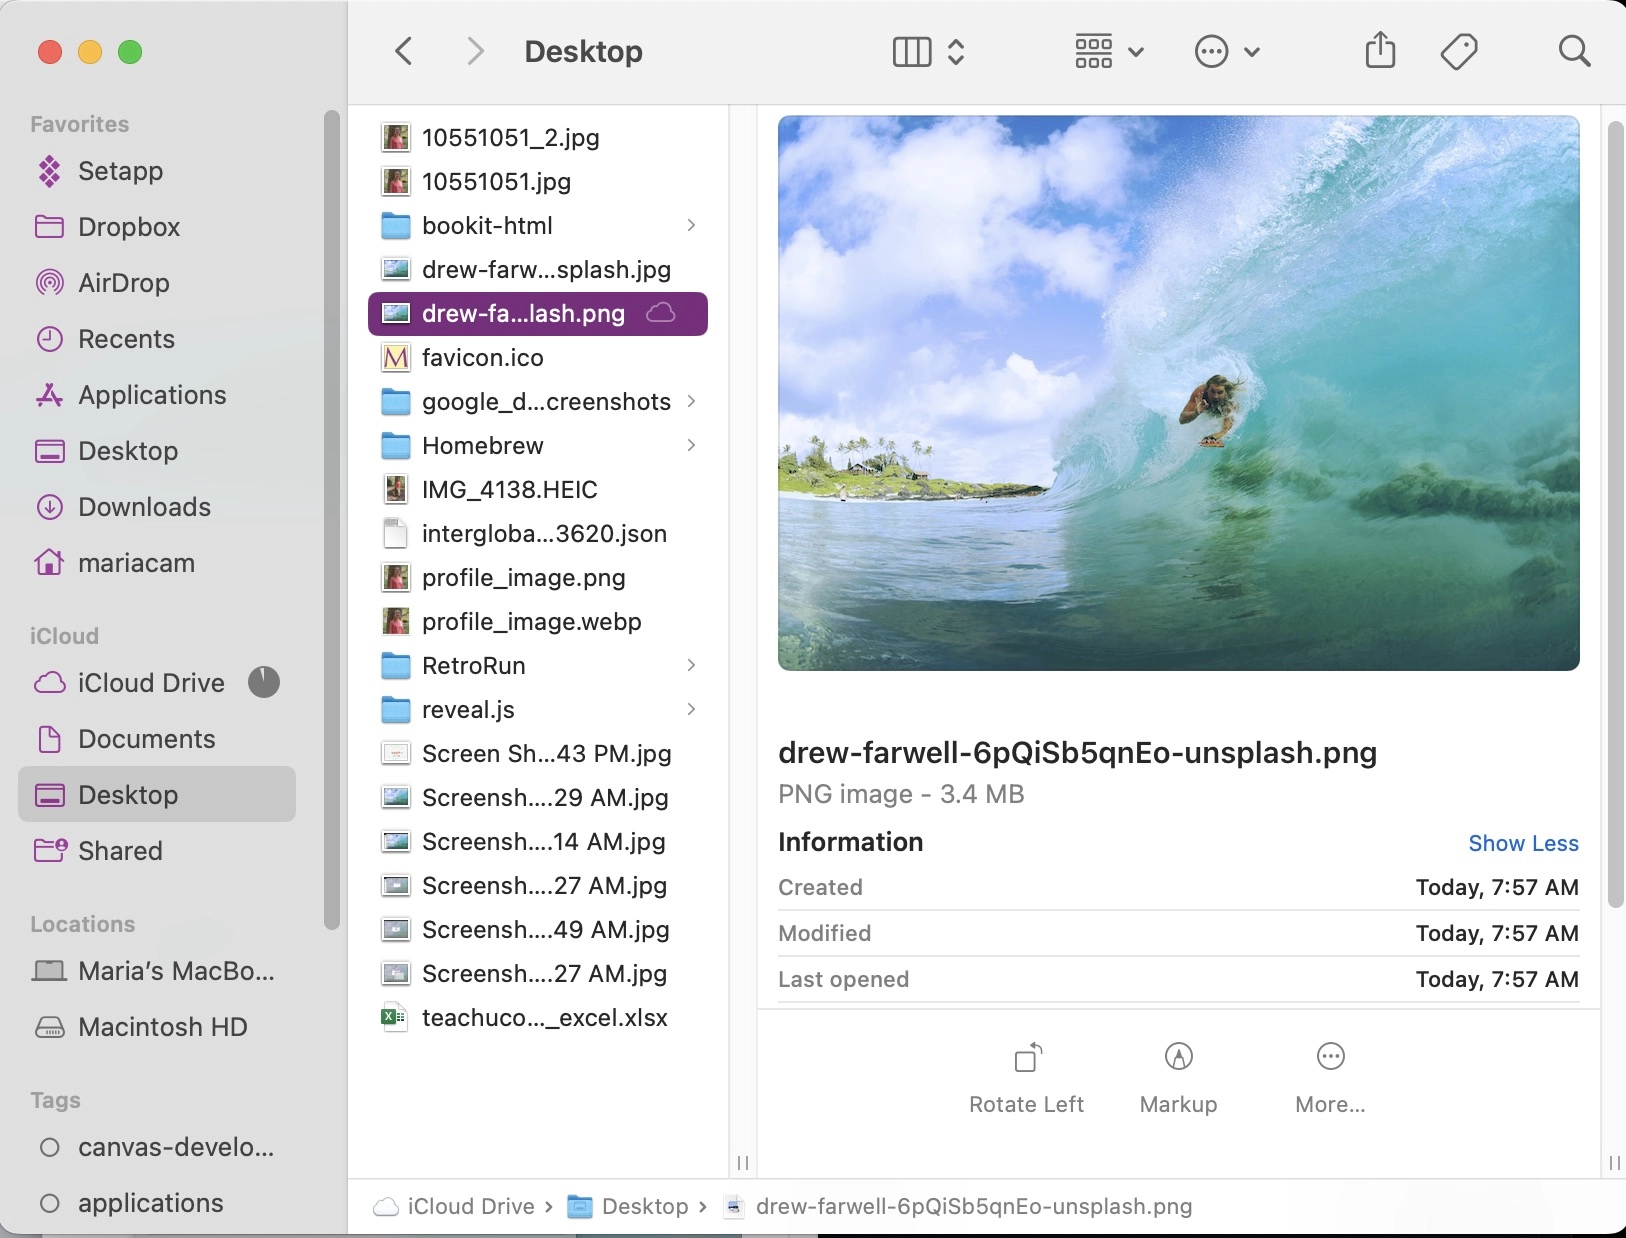 Desktop
Favorites
Setapp
Dropbox
AirDrop
Recents
Applications
Desktop
Downloads
mariacam
iCloud
iCloud Drive
Documents
Desktop
Shared
Locations
Maria’s MacBo...
Macintosh HD
Tags
canvas-develo...
applications
10551051_2.jpg
10551051.jpg
bookit-html
drew-farw...splash.jpg
drew-fa...lash.png
favicon.ico
google_d...creenshots
Homebrew
IMG_4138.HEIC
intergloba...3620.json
profile_image.png
profile_image.webp
RetroRun
reveal.js
Screen Sh...43 PM.jpg
Screensh....29 AM.jpg
Screensh....14 AM.jpg
Screensh....27 AM.jpg
Screensh....49 AM.jpg
Screensh....27 AM.jpg
teachuco..._excel.xlsx
drew-farwell-6pQiSb5qnEo-unsplash.png
PNG image - 3.4 MB
Information Show Less
Created Today, 7:57 AM
Modified Today, 7:57 AM
Last opened Today, 7:57 AM
Rotate Left Markup More...
iCloud Drive › Desktop › drew-farwell-6pQiSb5qnEo-unsplash.png